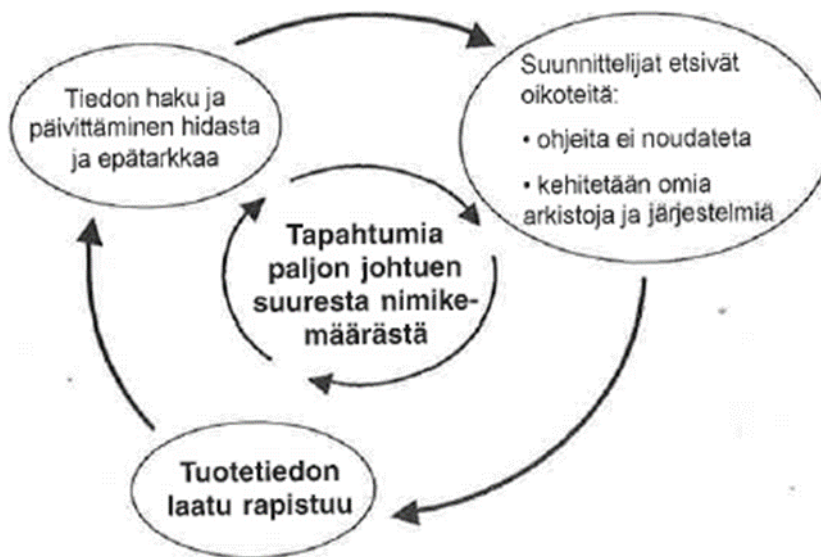 Tiedon haku ja
päivittäminen hidasta
ja epätarkkaa
Suunnittelijat etsivät
oikoteitä:
• ohjeita ei noudateta
• kehitetään omia
arkistoja ja järjestelmiä
Tapahtumia
paljon johtuen
suuresta nimike-
määrästä
Tuotetiedon
laatu rapistuu